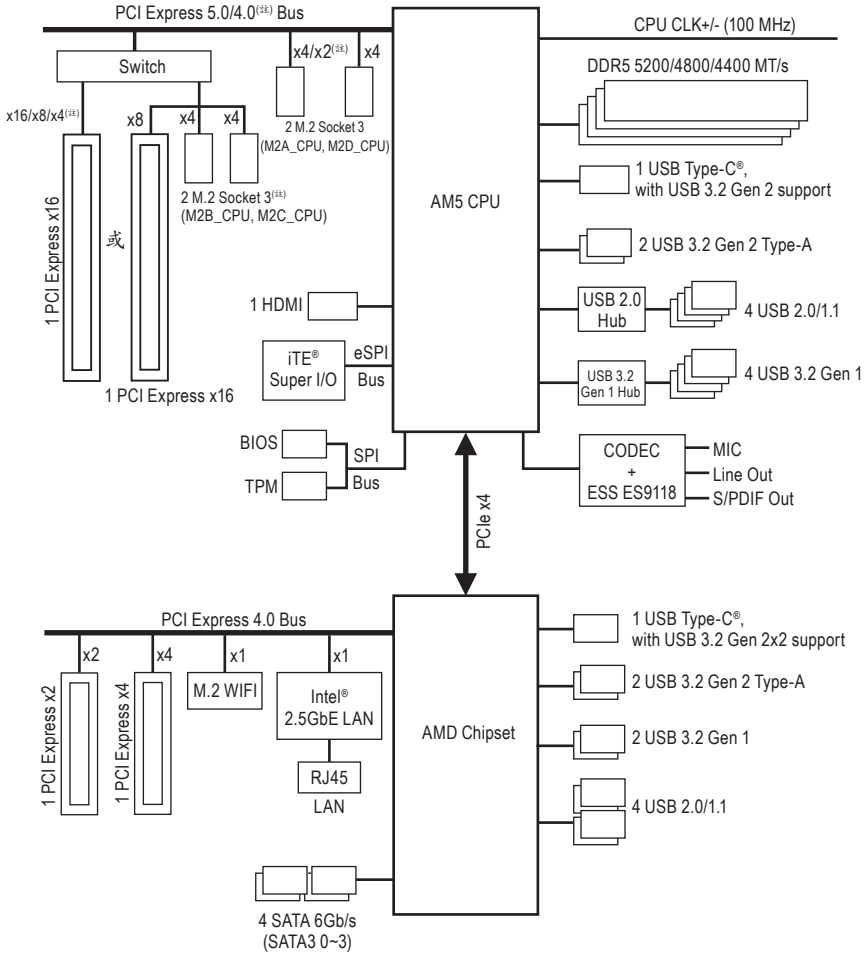 PCI Express 5.0/4.0(註) Bus
CPU CLK+/- (100 MHz)
Switch
x4/x2(註)
x4
DDR5 5200/4800/4400 MT/s
x16/x8/x4(註)
x8
x4
x4
2 M.2 Socket 3
(M2A_CPU, M2D_CPU)
1 USB Type-C®,
with USB 3.2 Gen 2 support
2 M.2 Socket 3(註)
(M2B_CPU, M2C_CPU)
AM5 CPU
1 PCI Express x16
或
2 USB 3.2 Gen 2 Type-A
1 HDMI
USB 2.0
Hub
4 USB 2.0/1.1
iTE®
Super I/O
eSPI
Bus
USB 3.2
Gen 1 Hub
4 USB 3.2 Gen 1
1 PCI Express x16
BIOS
TPM
SPI
Bus
CODEC
+
ESS ES9118
MIC
Line Out
S/PDIF Out
PCIe x4
PCI Express 4.0 Bus
1 USB Type-C®,
with USB 3.2 Gen 2x2 support
x2
x4
x1
x1
M.2 WIFI
Intel®
2.5GbE LAN
2 USB 3.2 Gen 2 Type-A
1 PCI Express x2
1 PCI Express x4
AMD Chipset
2 USB 3.2 Gen 1
RJ45
LAN
4 USB 2.0/1.1
4 SATA 6Gb/s
(SATA3 0~3)